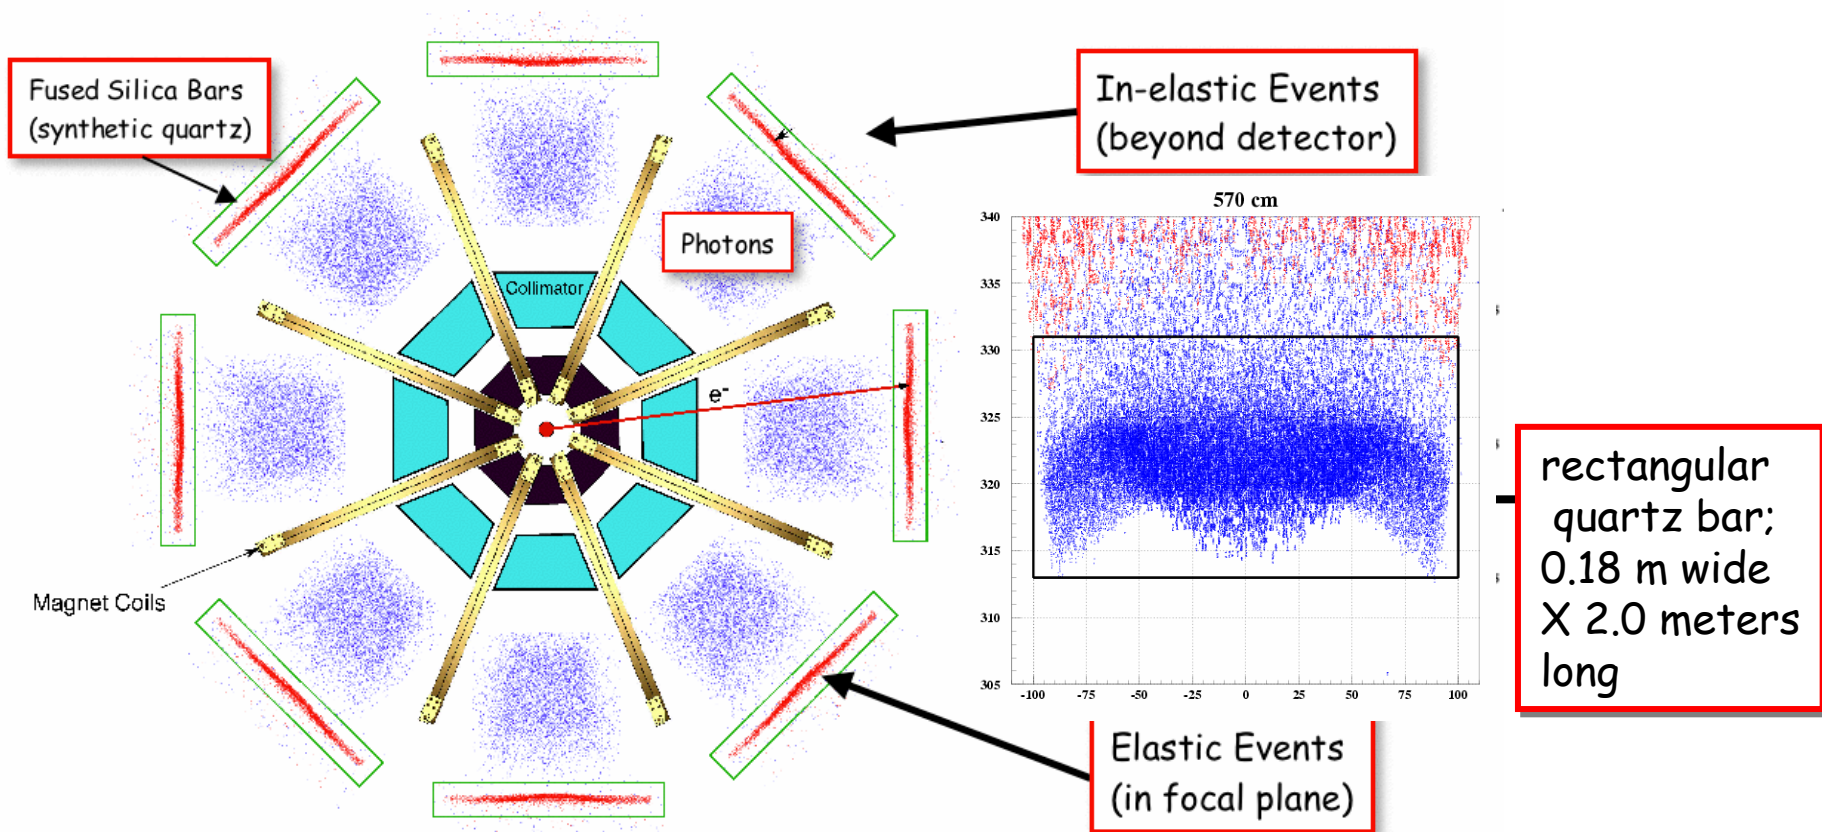 Fused Silica Bars
(synthetic quartz)
In-elastic Events
(beyond detector)
Photons
Collimator
e-
Magnet Coils
570 cm
340
335
330
325
320
315
310
305
-100
-75
-50
-25
0
25
50
75
100
rectangular
quartz bar;
0.18 m wide
X 2.0 meters
long
Elastic Events
(in focal plane)